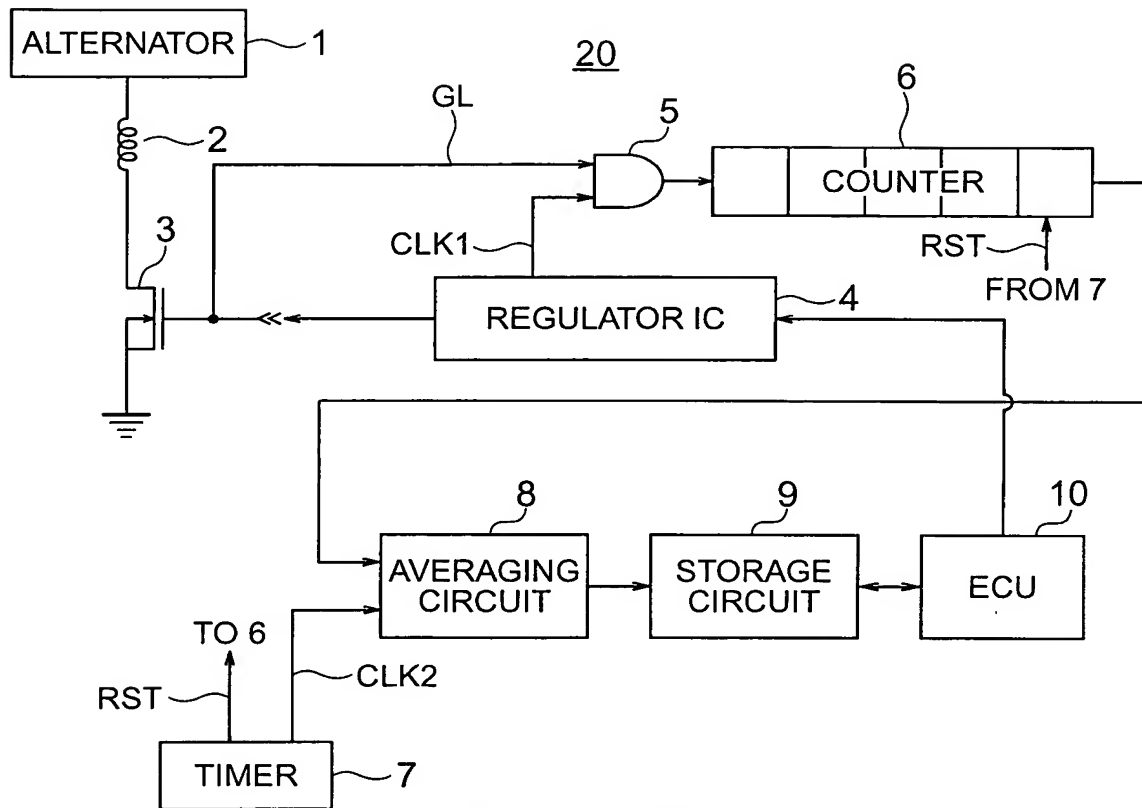 ALTERNATOR
1
20
2
GL
5
6
COUNTER
3
CLK1
RST
FROM 7
REGULATOR IC
4
8
9
10
AVERAGING
CIRCUIT
STORAGE
CIRCUIT
ECU
TO 6
RST
CLK2
TIMER
7